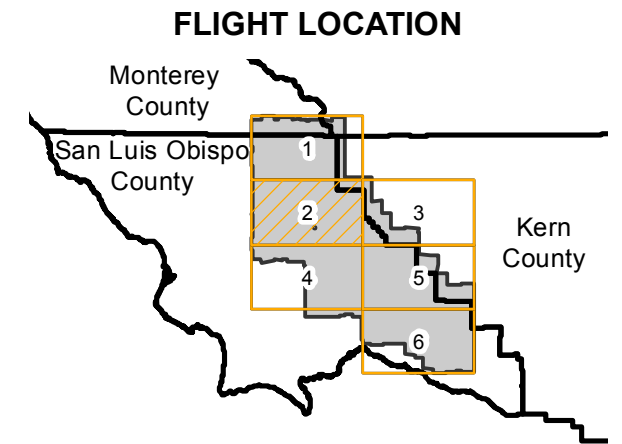 FLIGHT LOCATION
Monterey
County
San Luis Obispo
County
1
2
3
Kern
County
4
5
6